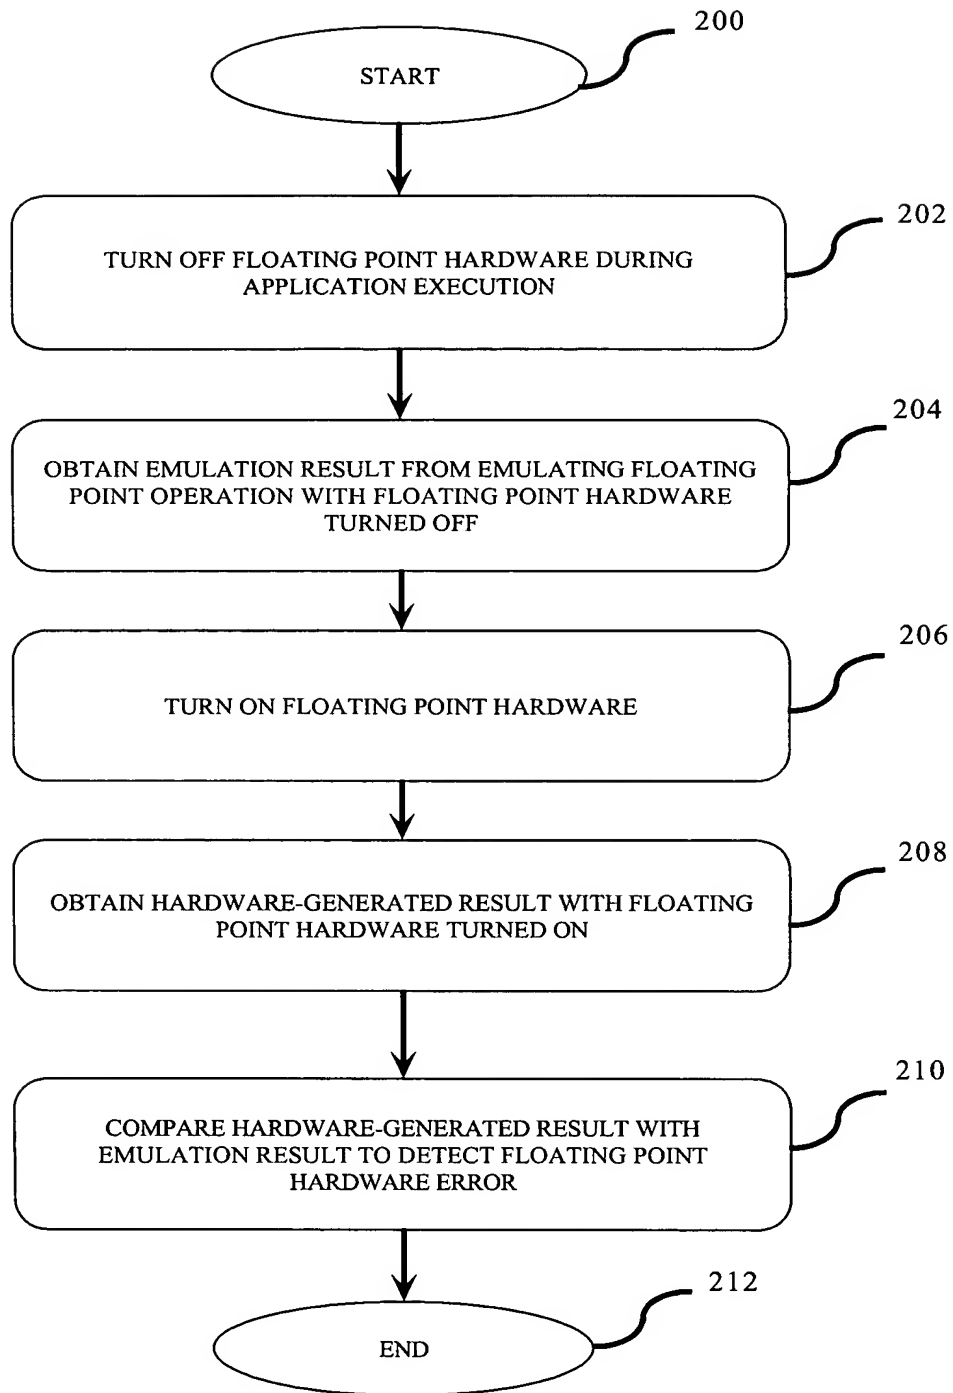 200
START
202
TURN OFF FLOATING POINT HARDWARE DURING
APPLICATION EXECUTION
204
OBTAIN EMULATION RESULT FROM EMULATING FLOATING
POINT OPERATION WITH FLOATING POINT HARDWARE
TURNED OFF
206
TURN ON FLOATING POINT HARDWARE
208
OBTAIN HARDWARE-GENERATED RESULT WITH FLOATING
POINT HARDWARE TURNED ON
210
COMPARE HARDWARE-GENERATED RESULT WITH
EMULATION RESULT TO DETECT FLOATING POINT
HARDWARE ERROR
212
END